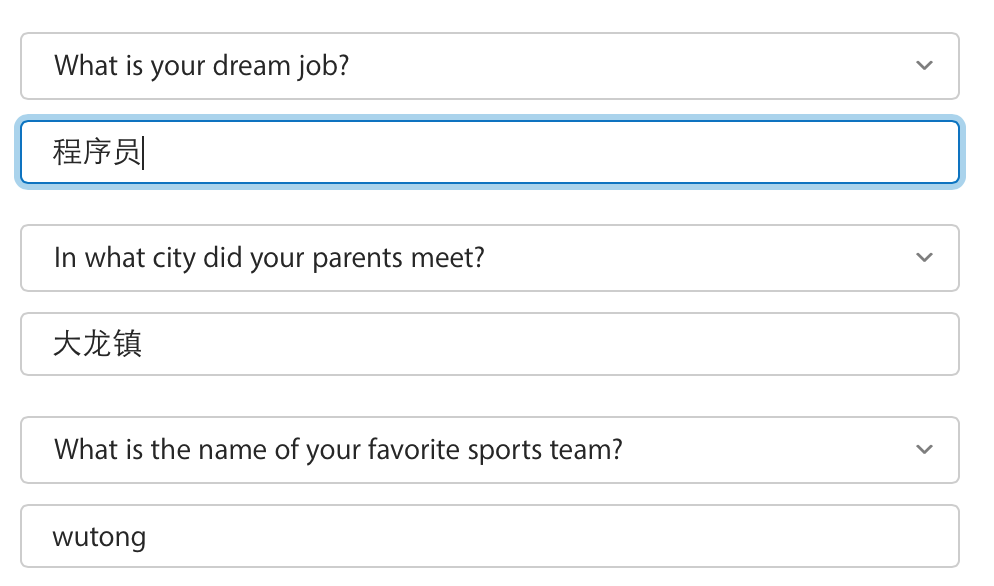 What is your dream job?
程序员
In what city did your parents meet?
大龙镇
What is the name of your favorite sports team?
wutong